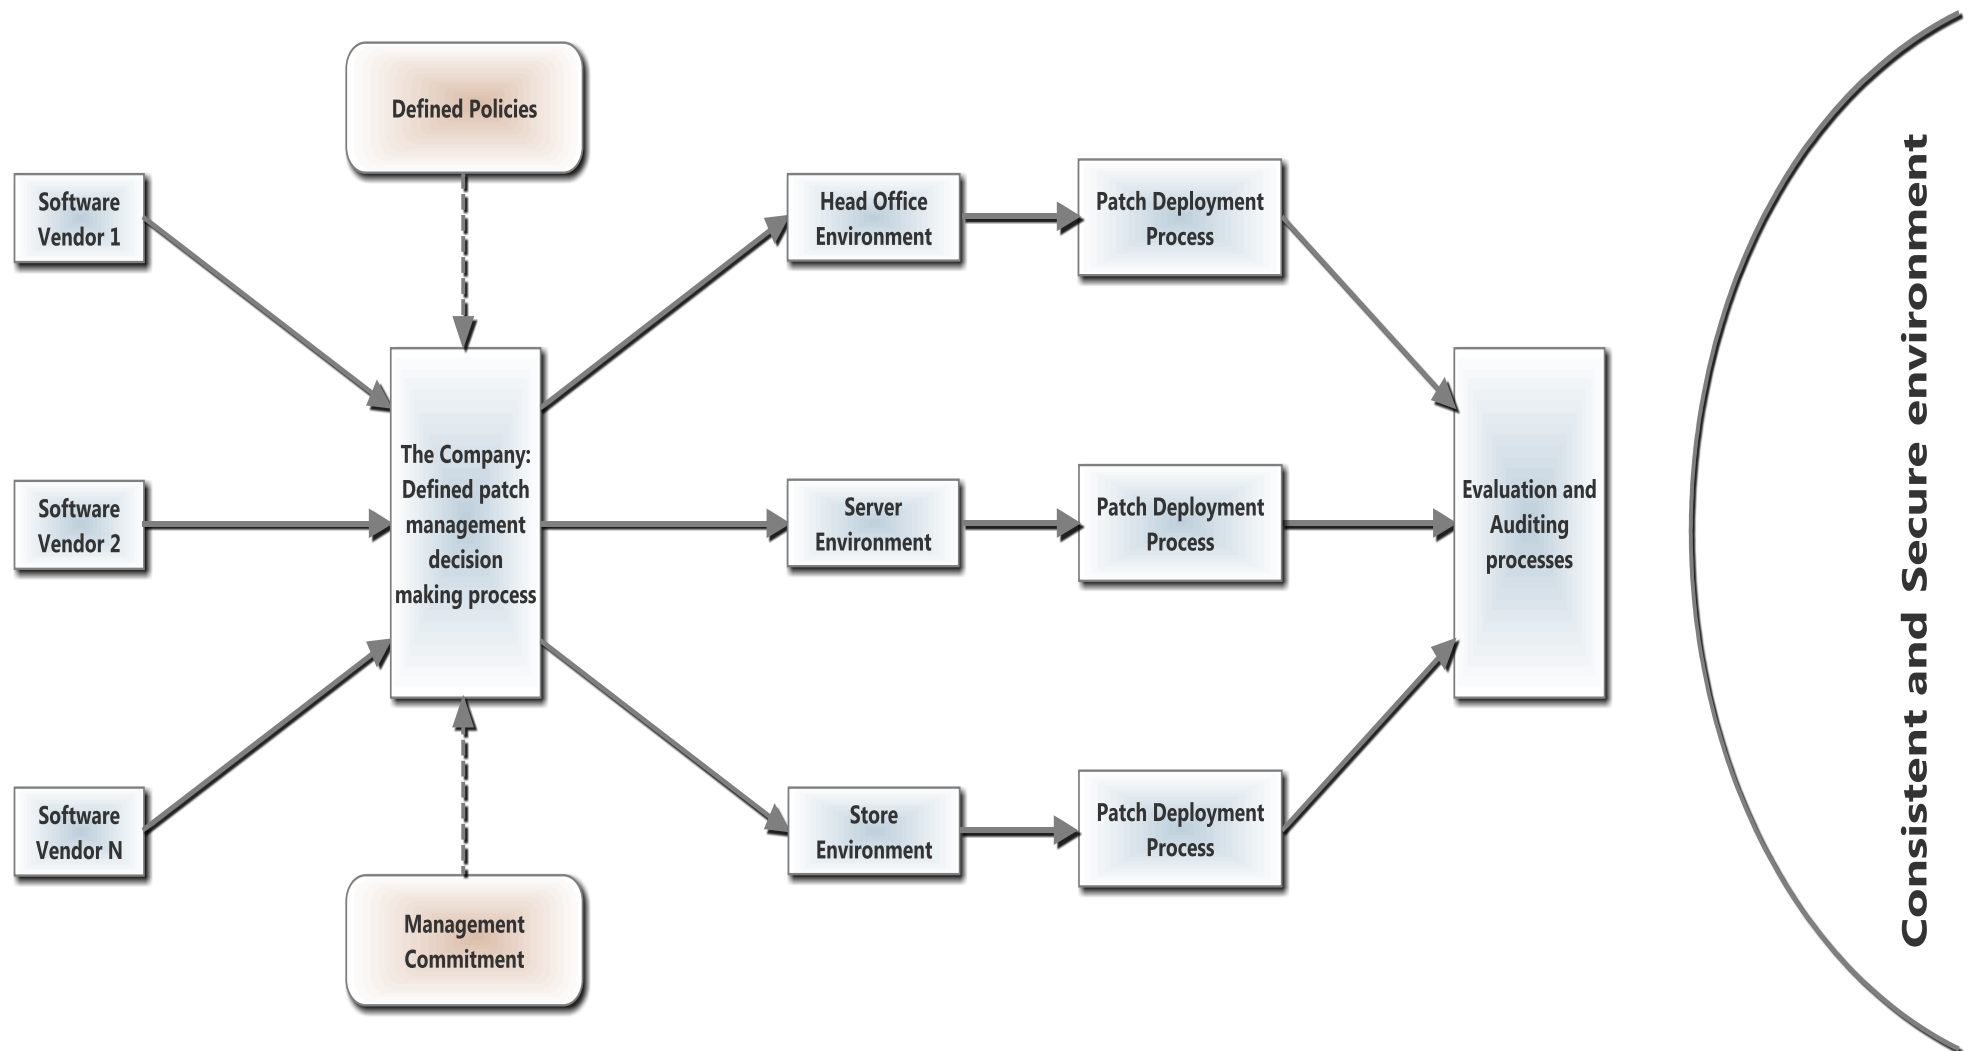 Defined Policies
Software
Vendor 1
Head Office
Environment
Patch Deployment
Process
The Company:
Defined patch
management
decision
making process
Software
Vendor 2
Server
Environment
Patch Deployment
Process
Evaluation and
Auditing
processes
Software
Vendor N
Store
Environment
Patch Deployment
Process
Management
Commitment
Consistent and Secure environment